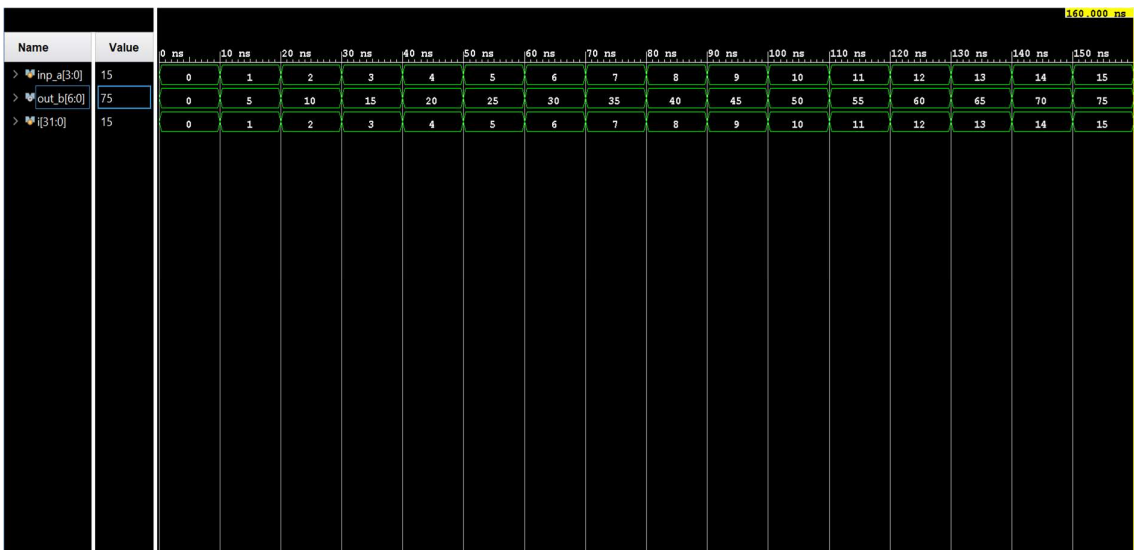 160.000 ns
Name Value 0 ns 10 ns 20 ns 30 ns 40 ns 50 ns 60 ns 70 ns 80 ns 90 ns 100 ns 110 ns 120 ns 130 ns 140 ns 150 ns
inp_a[3:0] 15 0 1 2 3 4 5 6 7 8 9 10 11 12 13 14 15
out_b[6:0] 75 0 5 10 15 20 25 30 35 40 45 50 55 60 65 70 75
i[31:0] 15 0 1 2 3 4 5 6 7 8 9 10 11 12 13 14 15